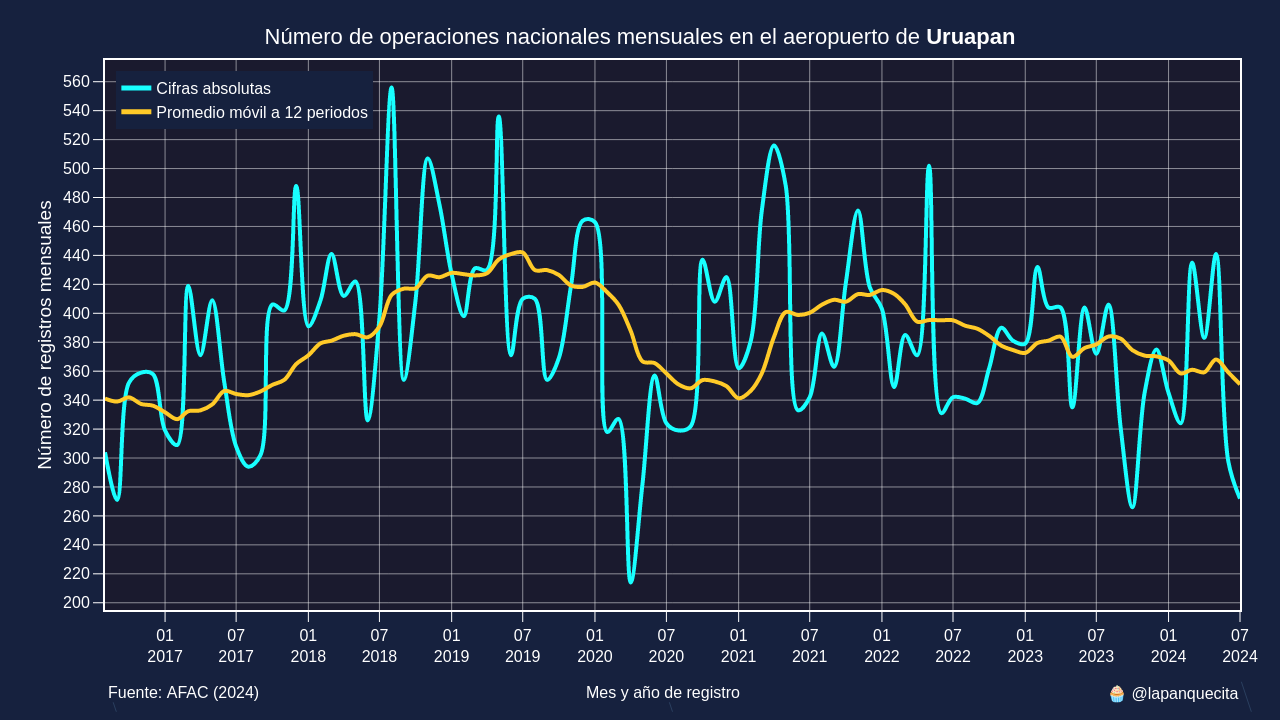 Número de operaciones nacionales mensuales en el aeropuerto de Uruapan
Cifras absolutas
Promedio móvil a 12 periodos
Número de registros mensuales
560
540
520
500
480
460
440
420
400
380
360
340
320
300
280
260
240
220
200
01 07 01 07 01 07 01 07 01 07 01 07 01 07 01 07
2017 2017 2018 2018 2019 2019 2020 2020 2021 2021 2022 2022 2023 2023 2024 2024
Fuente: AFAC (2024) Mes y año de registro 🧁 @lapanquecita